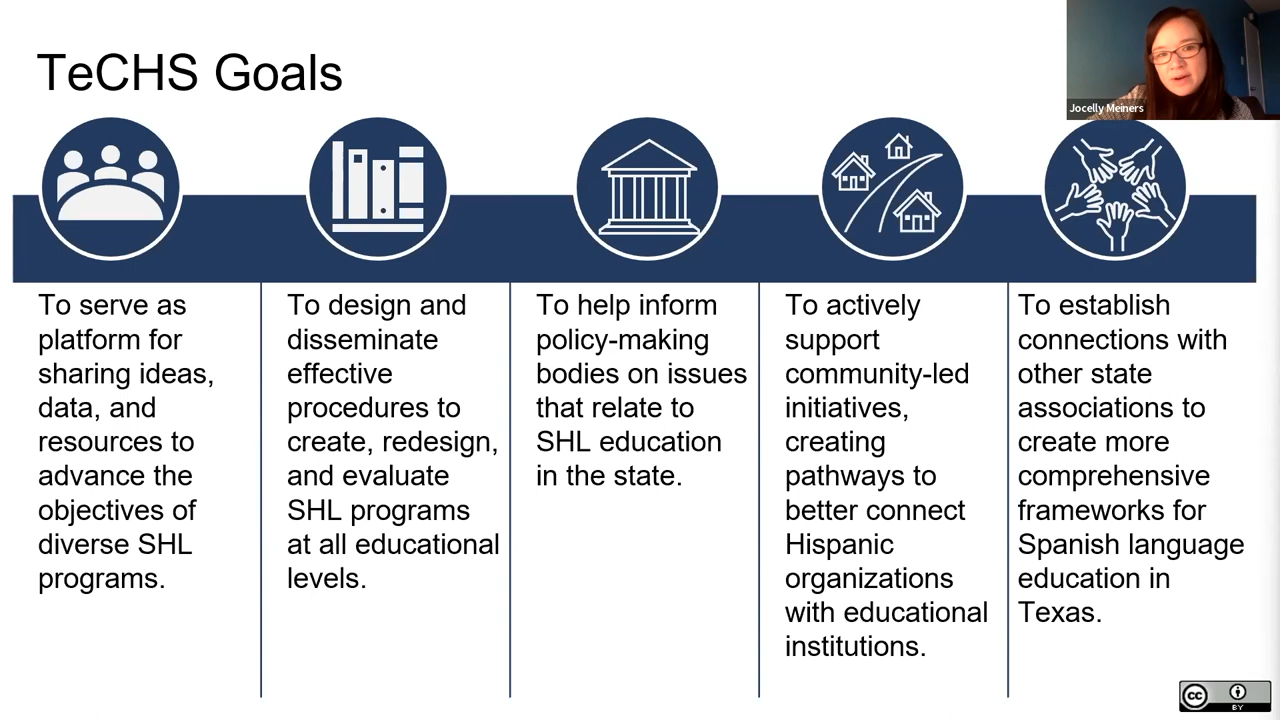 TeCHS Goals
Jocelly Meiners
To serve as
platform for
sharing ideas,
data, and
resources to
advance the
objectives of
diverse SHL
programs.
To design and
disseminate
effective
procedures to
create, redesign,
and evaluate
SHL programs
at all educational
levels.
To help inform
policy-making
bodies on issues
that relate to
SHL education
in the state.
To actively
support
community-led
initiatives,
creating
pathways to
better connect
Hispanic
organizations
with educational
institutions.
To establish
connections with
other state
associations to
create more
comprehensive
frameworks for
Spanish language
education in
Texas.
cc
BY